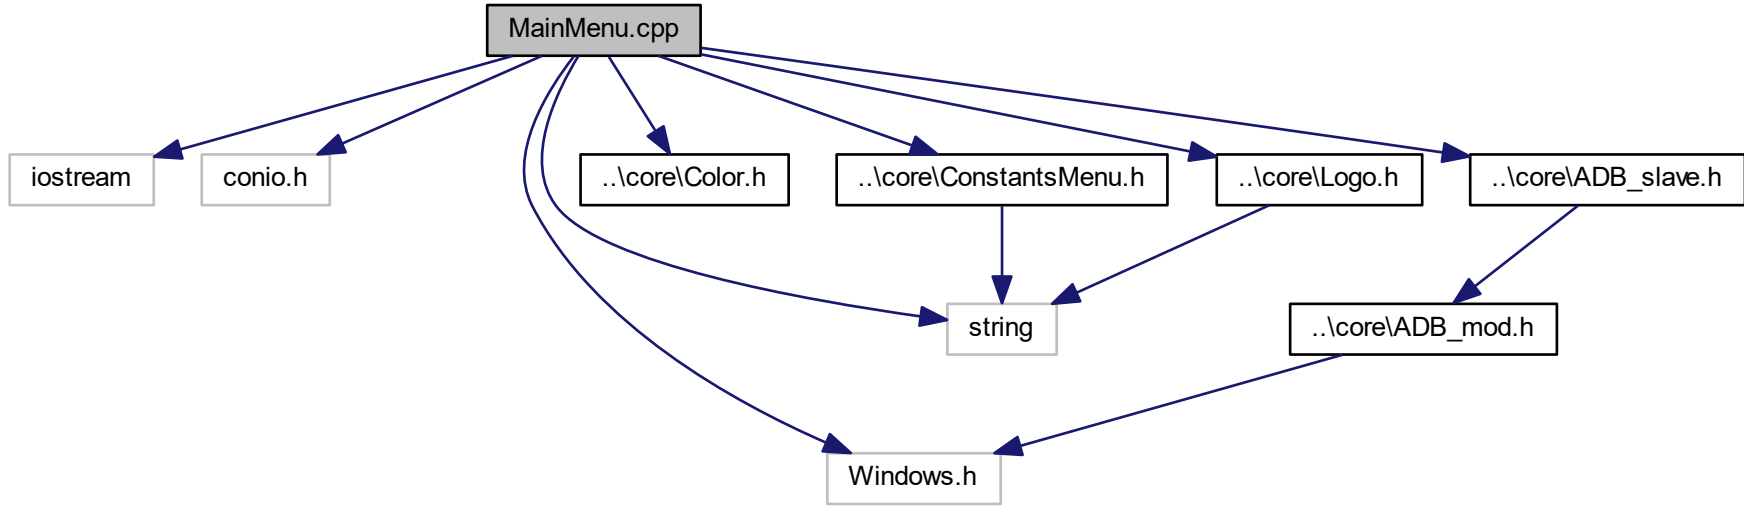 MainMenu.cpp
iostream
conio.h
..\core\Color.h
..\core\ConstantsMenu.h
..\core\Logo.h
..\core\ADB_slave.h
string
..\core\ADB_mod.h
Windows.h